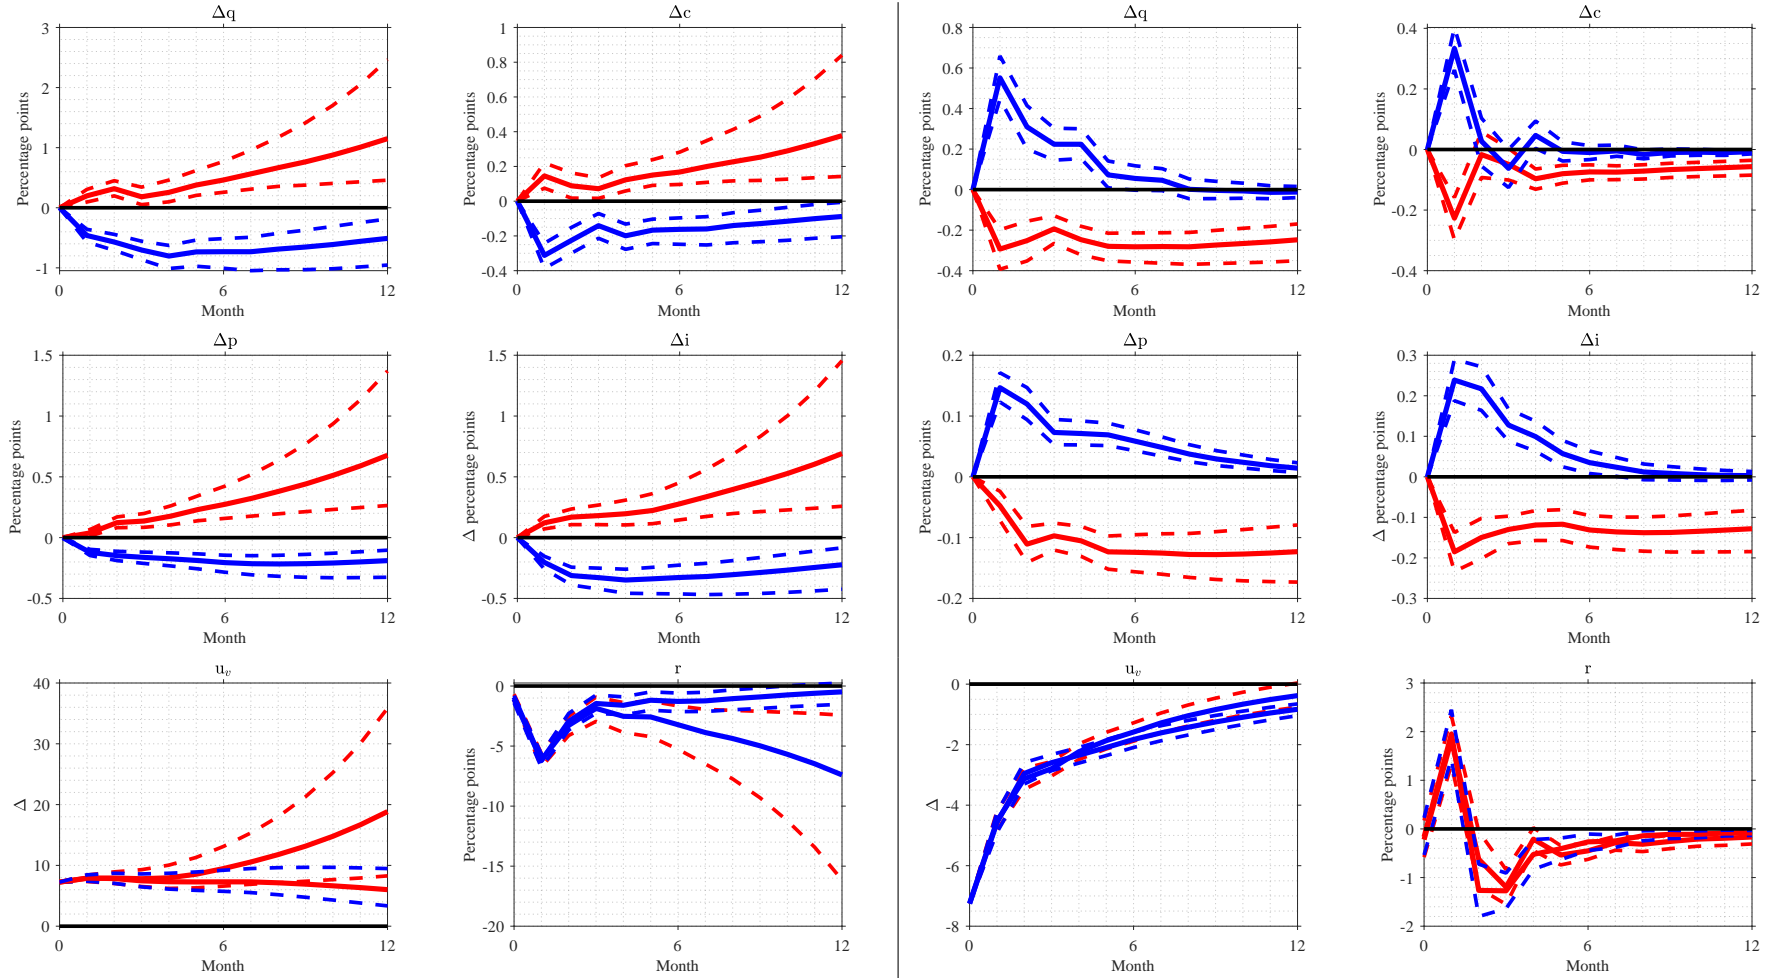 Δq
Percentage points
3
2
1
0
-1
0
6
12
Month
Δc
Percentage points
1
0.8
0.6
0.4
0.2
0
-0.2
-0.4
0
6
12
Month
Δq
Percentage points
0.8
0.6
0.4
0.2
0
-0.2
-0.4
0
6
12
Month
Δc
Percentage points
0.4
0.2
0
-0.2
-0.4
0
6
12
Month
Δp
Percentage points
1.5
1
0.5
0
-0.5
0
6
12
Month
Δi
Δ percentage points
1.5
1
0.5
0
-0.5
0
6
12
Month
Δp
Percentage points
0.2
0.1
0
-0.1
-0.2
0
6
12
Month
Δi
Δ percentage points
0.3
0.2
0.1
0
-0.1
-0.2
-0.3
0
6
12
Month
u_v
Δ
40
30
20
10
0
0
6
12
Month
r
Percentage points
0
-5
-10
-15
-20
0
6
12
Month
u_v
Δ
0
-2
-4
-6
-8
0
6
12
Month
r
Percentage points
3
2
1
0
-1
-2
0
6
12
Month